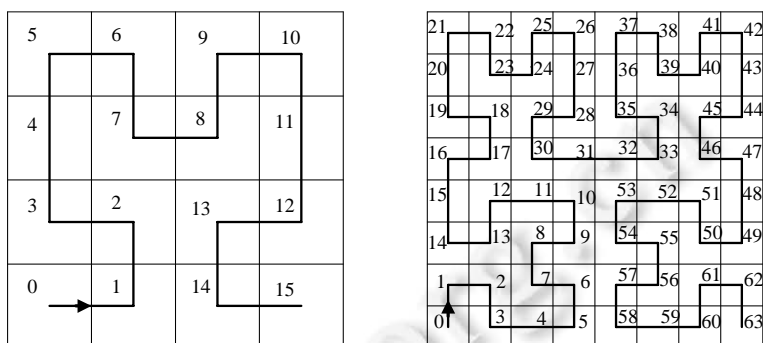 5 6 9 10
4 7 8 11
3 2 13 12
0 1 14 15
21 22 25 26 37 38 41 42
20 23 24 27 36 39 40 43
19 18 29 28 35 34 45 44
16 17 30 31 32 33 46 47
15 12 11 10 53 52 51 48
14 13 8 9 54 55 50 49
1 2 7 6 57 56 61 62
0 3 4 5 58 59 60 63